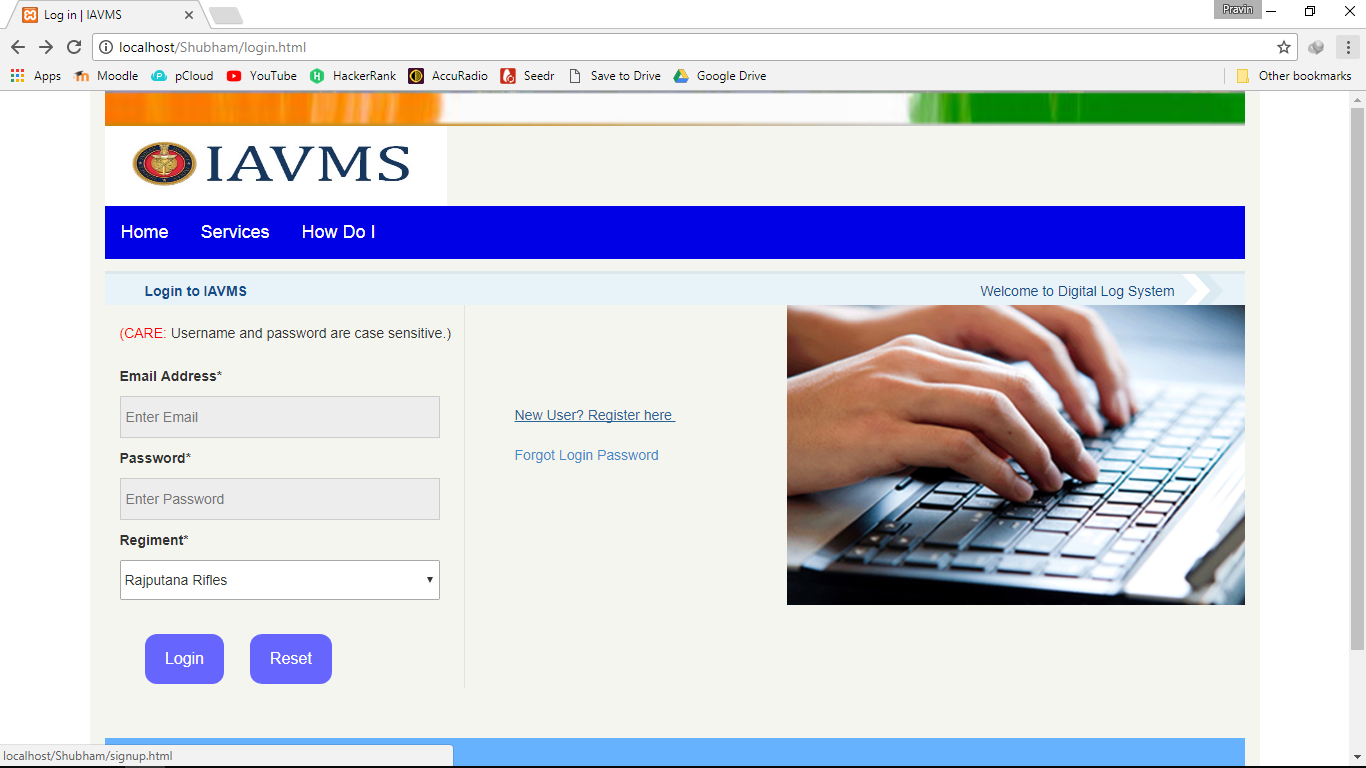 Log in | IAVMS
Pravin
localhost/Shubham/login.html
Apps Moodle pCloud YouTube HackerRank AccuRadio Seedr Save to Drive Google Drive Other bookmarks
IAVMS
Home Services How Do I
Login to IAVMS Welcome to Digital Log System
(CARE: Username and password are case sensitive.)
Email Address*
Enter Email
New User? Register here
Password*
Forgot Login Password
Enter Password
Regiment*
Rajputana Rifles
Login Reset
localhost/Shubham/signup.html